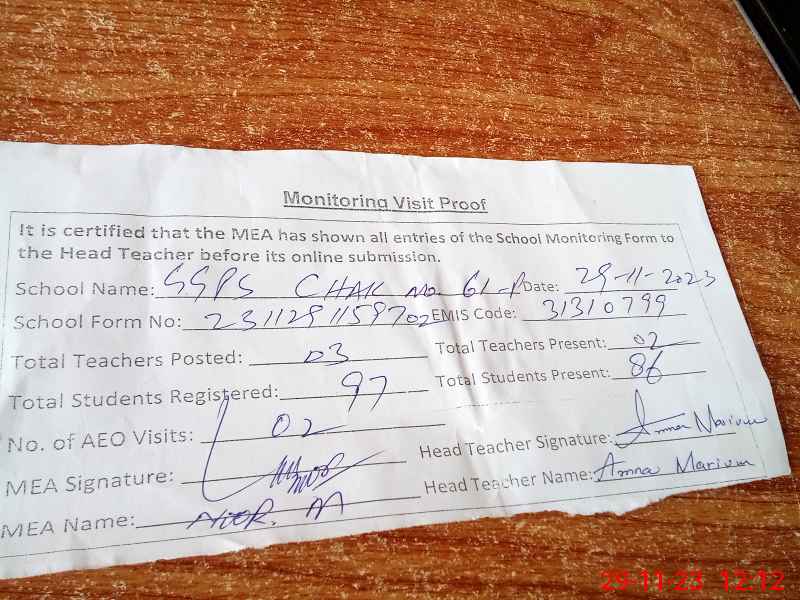 Monitoring Visit Proof
It is certified that the MEA has shown all entries of the School Monitoring Form to
the Head Teacher before its online submission.
School Name: GGPS CHAK No. 61-P Date: 29-11-2023
School Form No: 2311291159702 EMIS Code: 31310799
Total Teachers Posted: 03 Total Teachers Present: 02
Total Students Registered: 97 Total Students Present: 86
No. of AEO Visits: 02
MEA Signature: Head Teacher Signature: Amna Marium
MEA Name: Head Teacher Name: Amna Marium
29-11-23 12:12